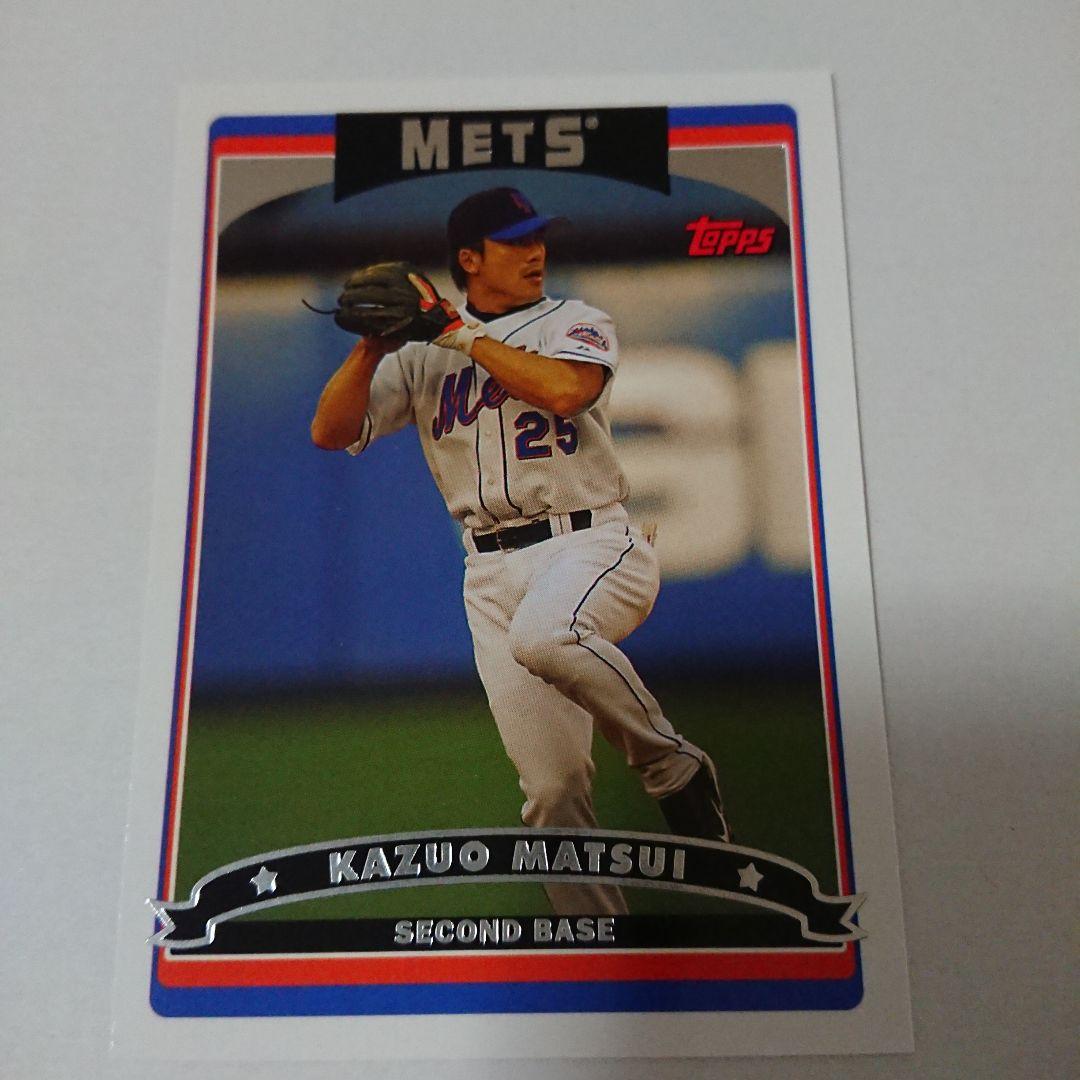 METS®
Topps
Mets
25
KAZUO MATSUI
SECOND BASE